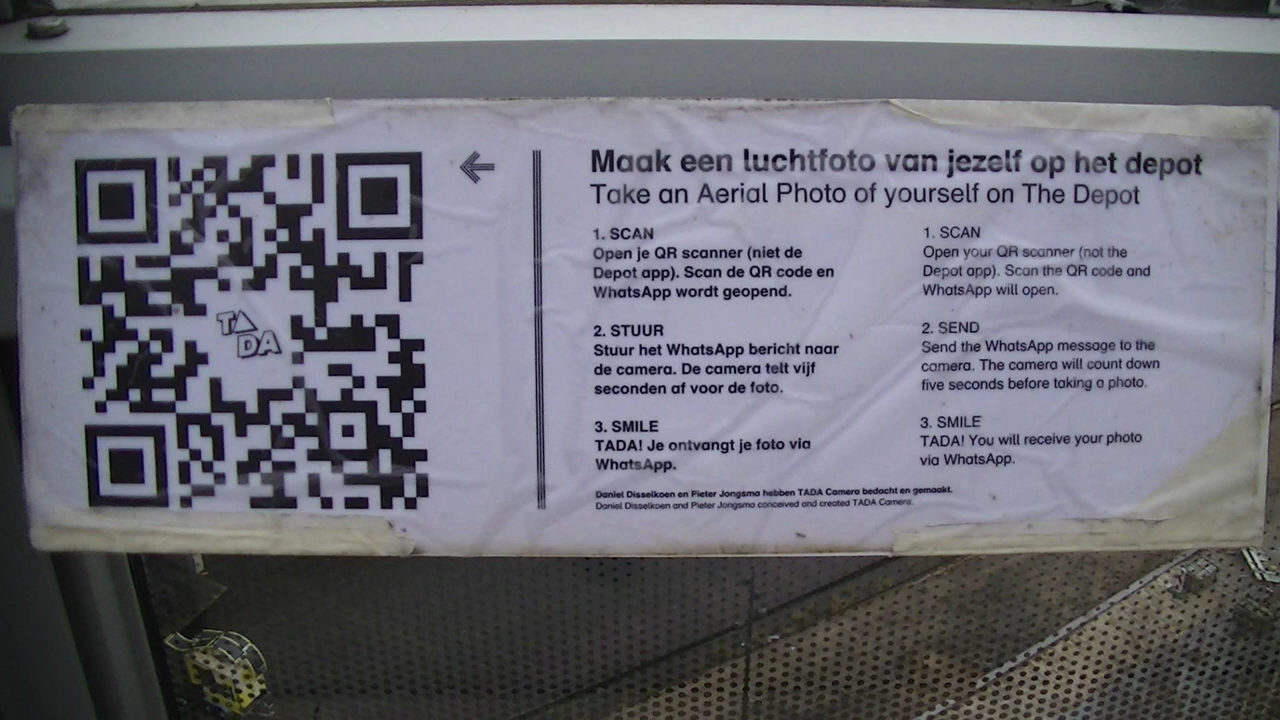 TA
DA
Maak een luchtfoto van jezelf op het depot
Take an Aerial Photo of yourself on The Depot
1. SCAN
Open je QR scanner (niet de
Depot app). Scan de QR code en
WhatsApp wordt geopend.
2. STUUR
Stuur het WhatsApp bericht naar
de camera. De camera telt vijf
seconden af voor de foto.
3. SMILE
TADA! Je ontvangt je foto via
WhatsApp.
1. SCAN
Open your QR scanner (not the
Depot app). Scan the QR code and
WhatsApp will open.
2. SEND
Send the WhatsApp message to the
camera. The camera will count down
five seconds before taking a photo.
3. SMILE
TADA! You will receive your photo
via WhatsApp.
Daniel Disselkoen en Pieter Jongsma hebben TADA Camera bedacht en gemaakt.
Daniel Disselkoen and Pieter Jongsma conceived and created TADA Camera.